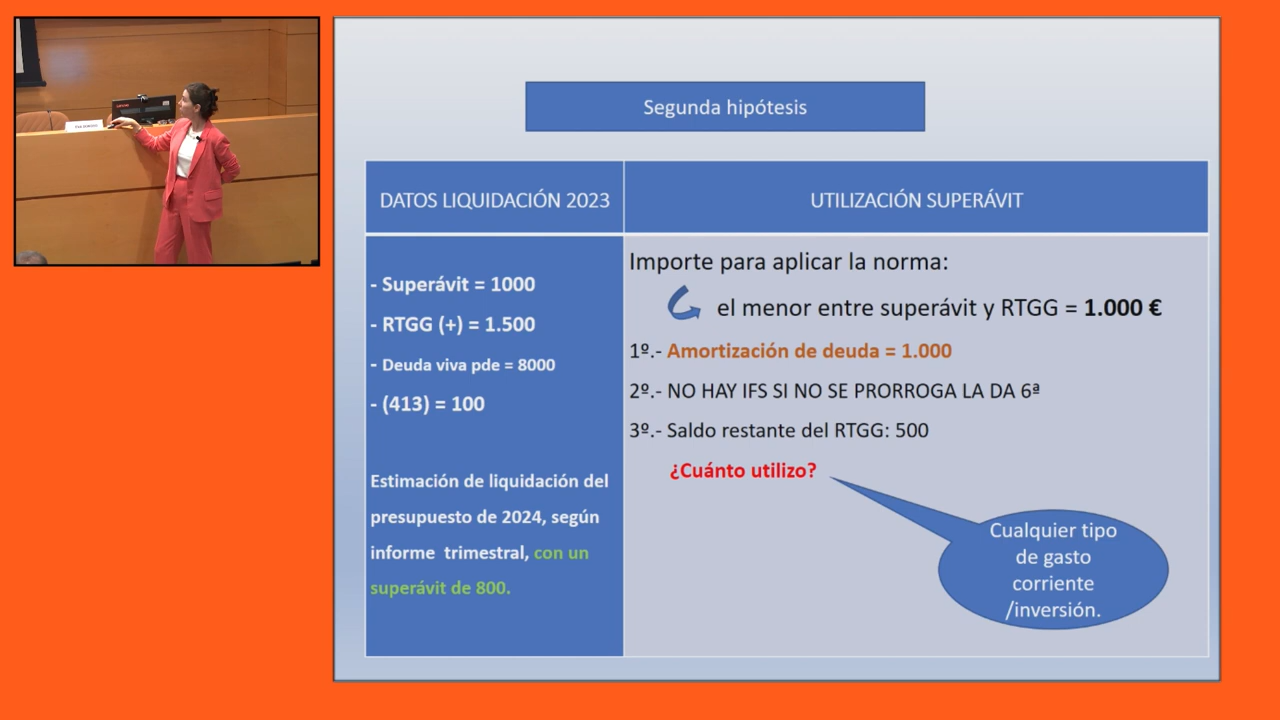 Segunda hipótesis
DATOS LIQUIDACIÓN 2023
UTILIZACIÓN SUPERÁVIT
- Superávit = 1000
- RTGG (+) = 1.500
- Deuda viva pde = 8000
- (413) = 100
Estimación de liquidación del
presupuesto de 2024, según
informe trimestral, con un
superávit de 800.
Importe para aplicar la norma:
el menor entre superávit y RTGG = 1.000 €
1º.- Amortización de deuda = 1.000
2º.- NO HAY IFS SI NO SE PRORROGA LA DA 6ª
3º.- Saldo restante del RTGG: 500
¿Cuánto utilizo?
Cualquier tipo
de gasto
corriente
/inversión.